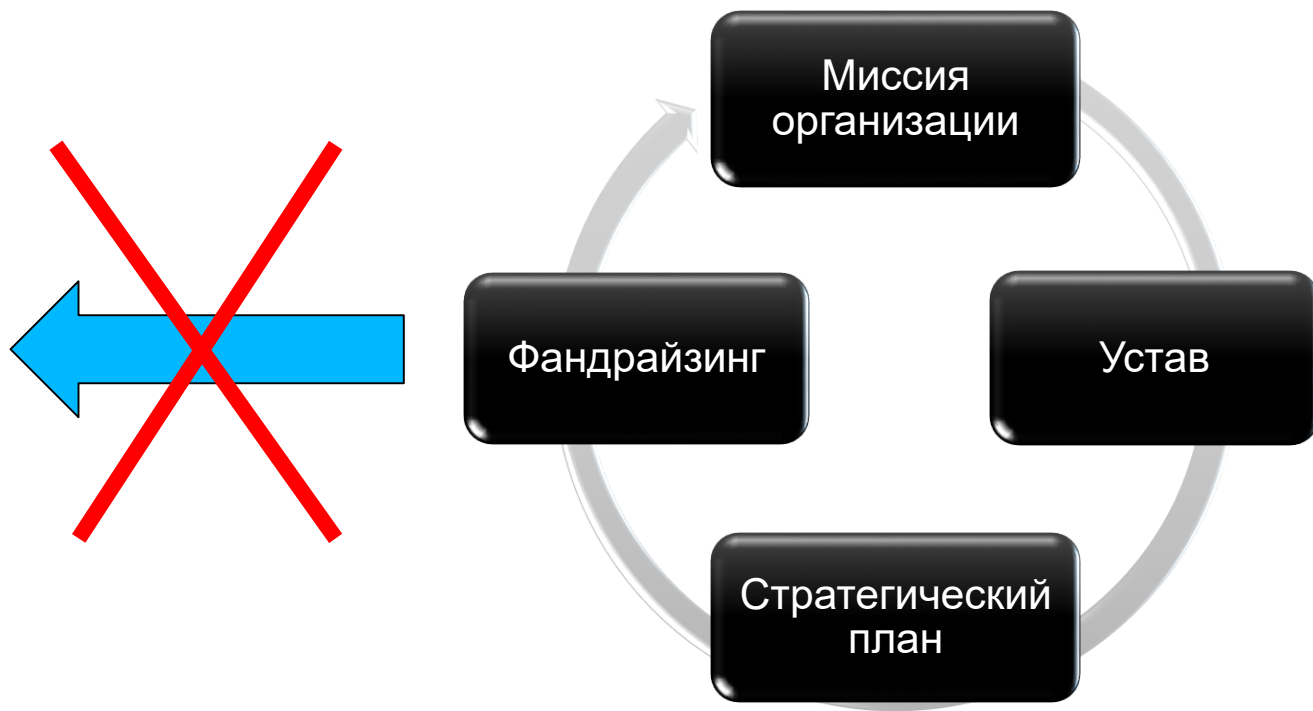 Миссия
организации
Фандрайзинг
Устав
Стратегический
план